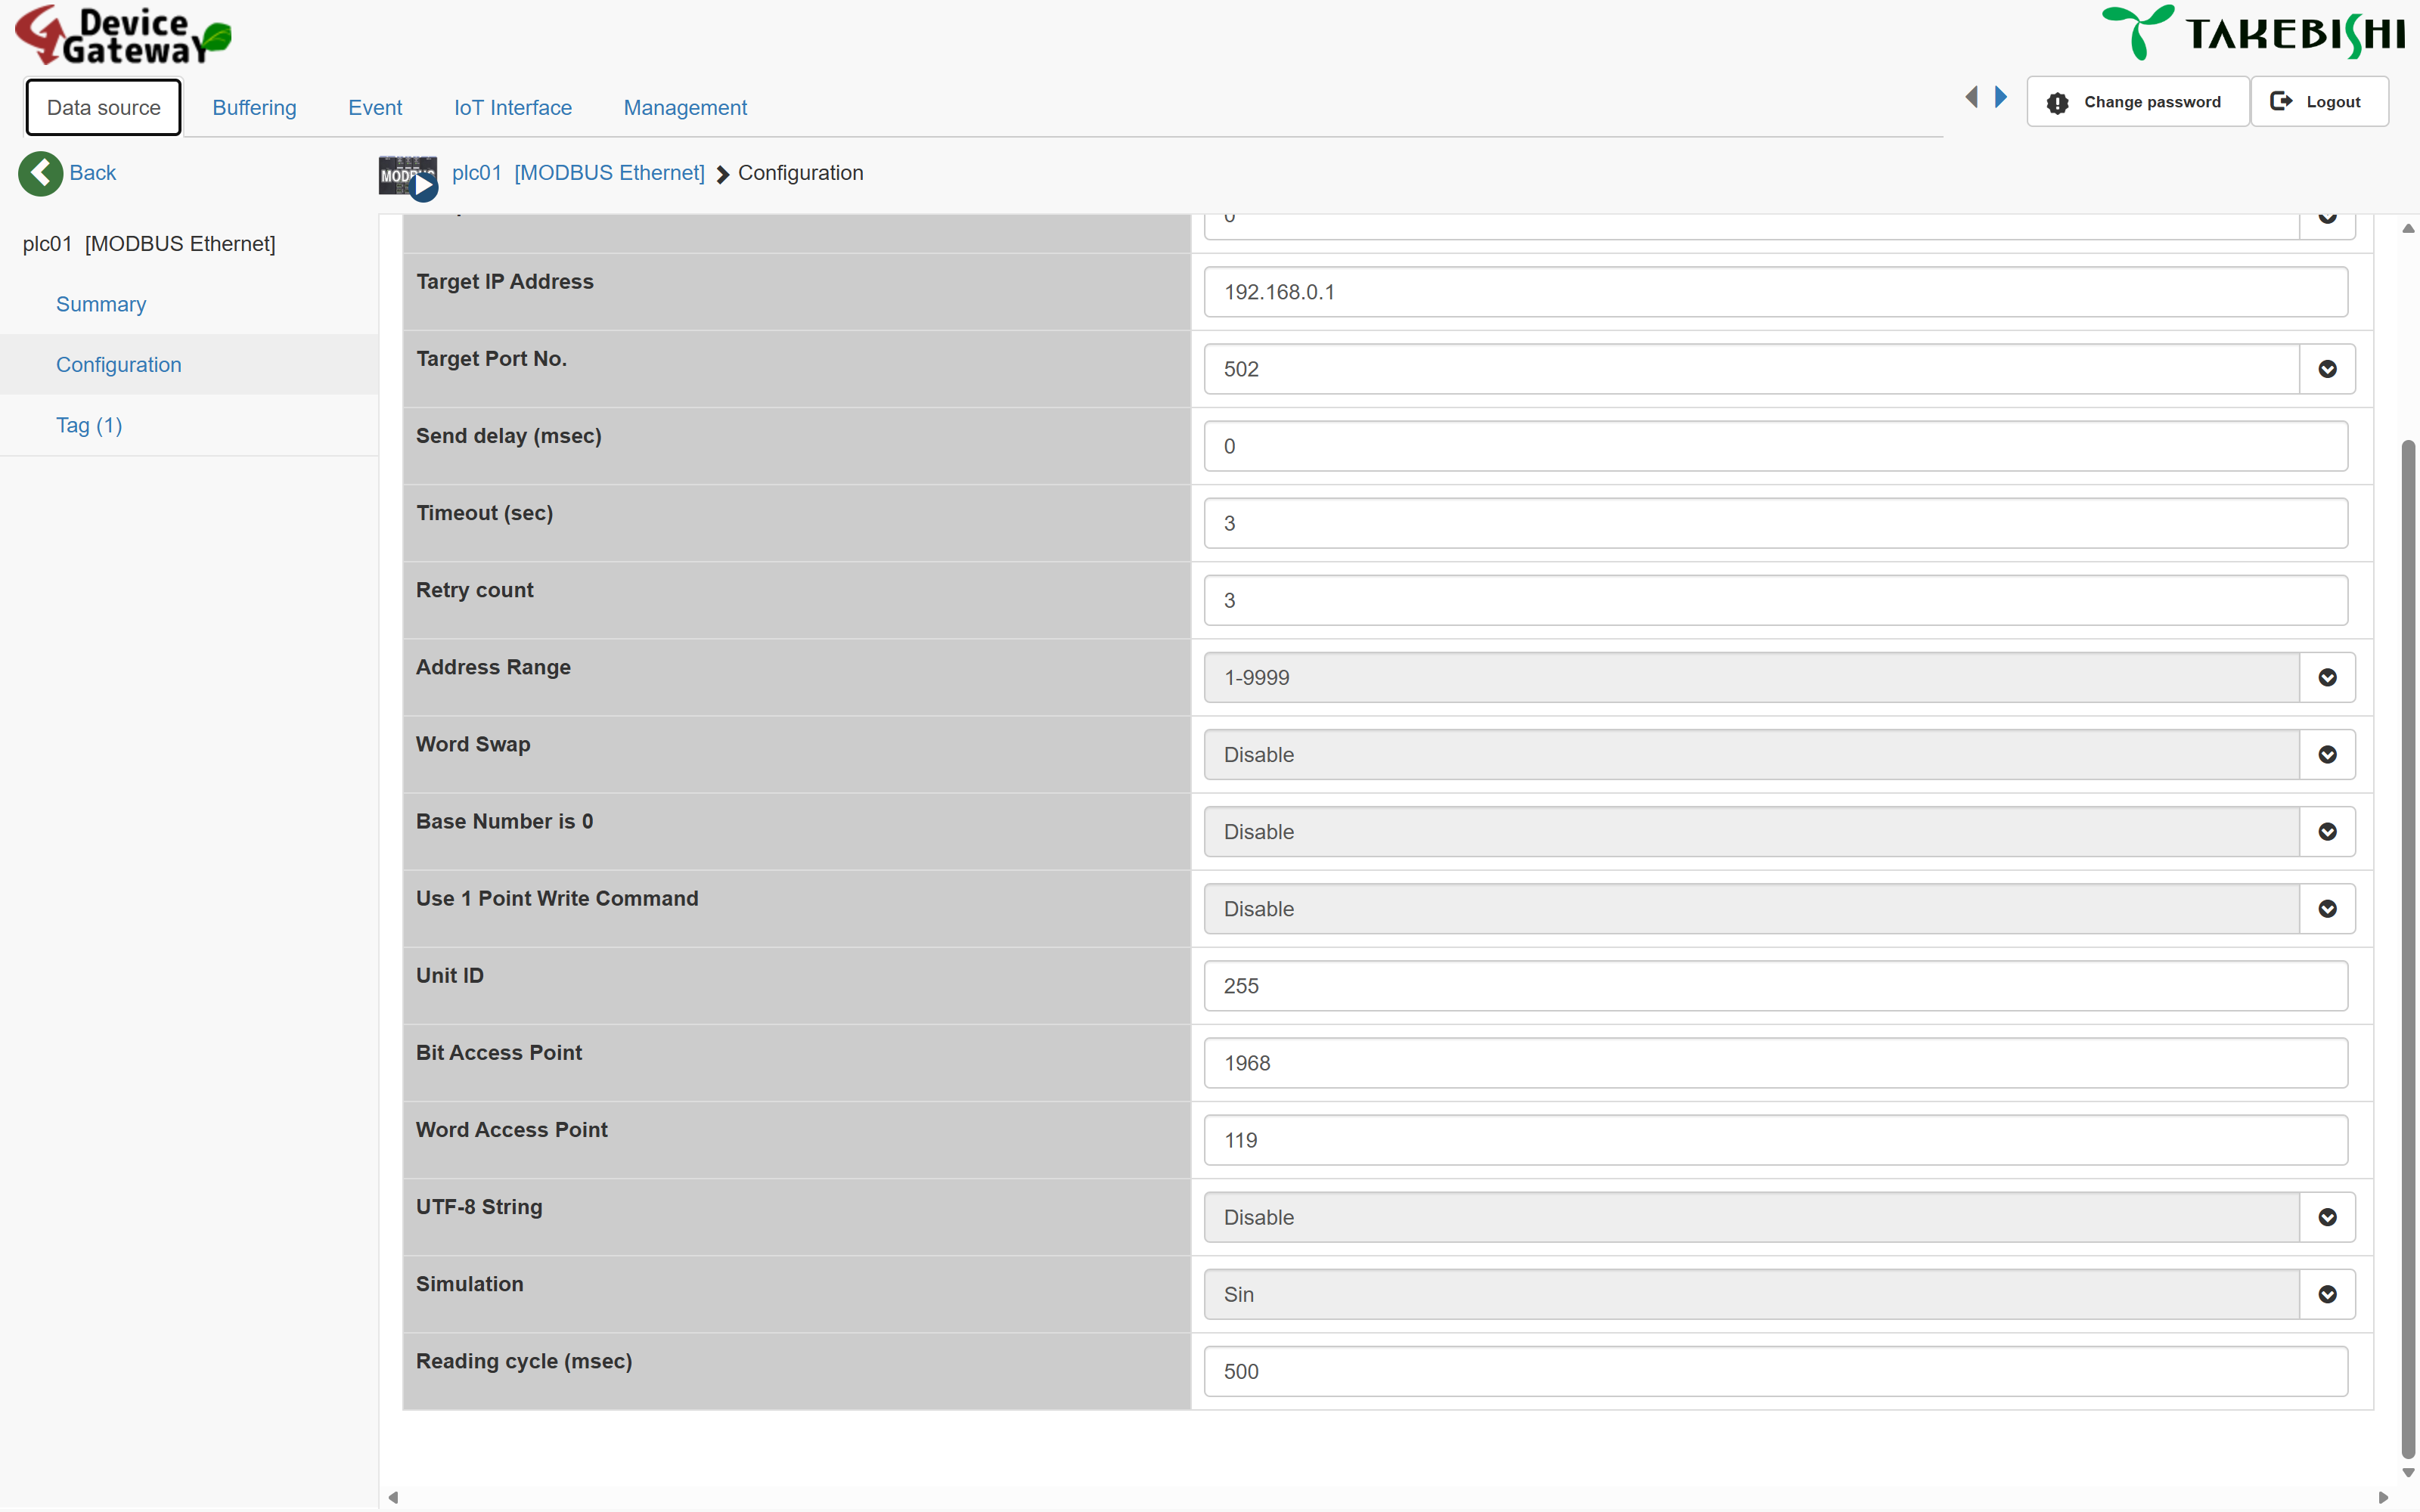 Device
Gateway
TAKEBISHI
Data source
Buffering
Event
IoT Interface
Management
Change password
Logout
Back
MODBUS
plc01 [MODBUS Ethernet]
Configuration
plc01 [MODBUS Ethernet]
Summary
Configuration
Tag (1)
0
Target IP Address
192.168.0.1
Target Port No.
502
Send delay (msec)
0
Timeout (sec)
3
Retry count
3
Address Range
1-9999
Word Swap
Disable
Base Number is 0
Disable
Use 1 Point Write Command
Disable
Unit ID
255
Bit Access Point
1968
Word Access Point
119
UTF-8 String
Disable
Simulation
Sin
Reading cycle (msec)
500